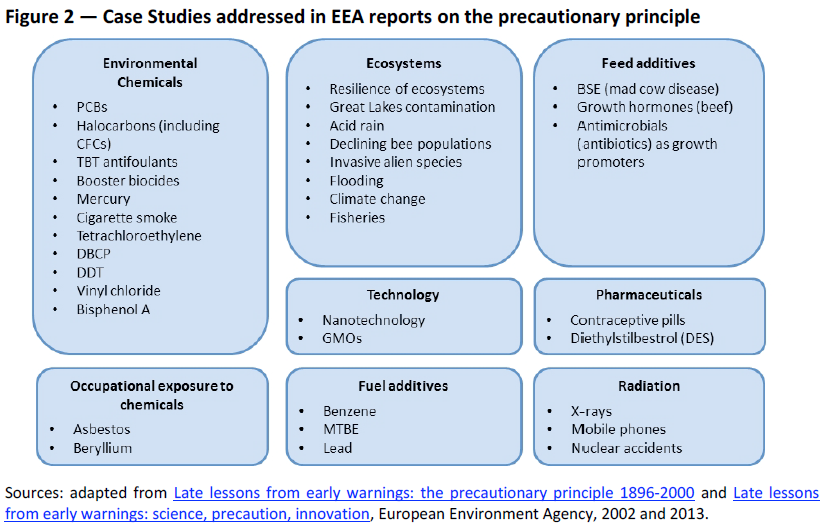 Figure 2 — Case Studies addressed in EEA reports on the precautionary principle
Environmental
Chemicals
• PCBs
• Halocarbons (including
CFCs)
• TBT antifoulants
• Booster biocides
• Mercury
• Cigarette smoke
• Tetrachloroethylene
• DBCP
• DDT
• Vinyl chloride
• Bisphenol A
Ecosystems
• Resilience of ecosystems
• Great Lakes contamination
• Acid rain
• Declining bee populations
• Invasive alien species
• Flooding
• Climate change
• Fisheries
Feed additives
• BSE (mad cow disease)
• Growth hormones (beef)
• Antimicrobials
(antibiotics) as growth
promoters
Technology
• Nanotechnology
• GMOs
Pharmaceuticals
• Contraceptive pills
• Diethylstilbestrol (DES)
Occupational exposure to
chemicals
• Asbestos
• Beryllium
Fuel additives
• Benzene
• MTBE
• Lead
Radiation
• X-rays
• Mobile phones
• Nuclear accidents
Sources: adapted from Late lessons from early warnings: the precautionary principle 1896-2000 and Late lessons
from early warnings: science, precaution, innovation, European Environment Agency, 2002 and 2013.